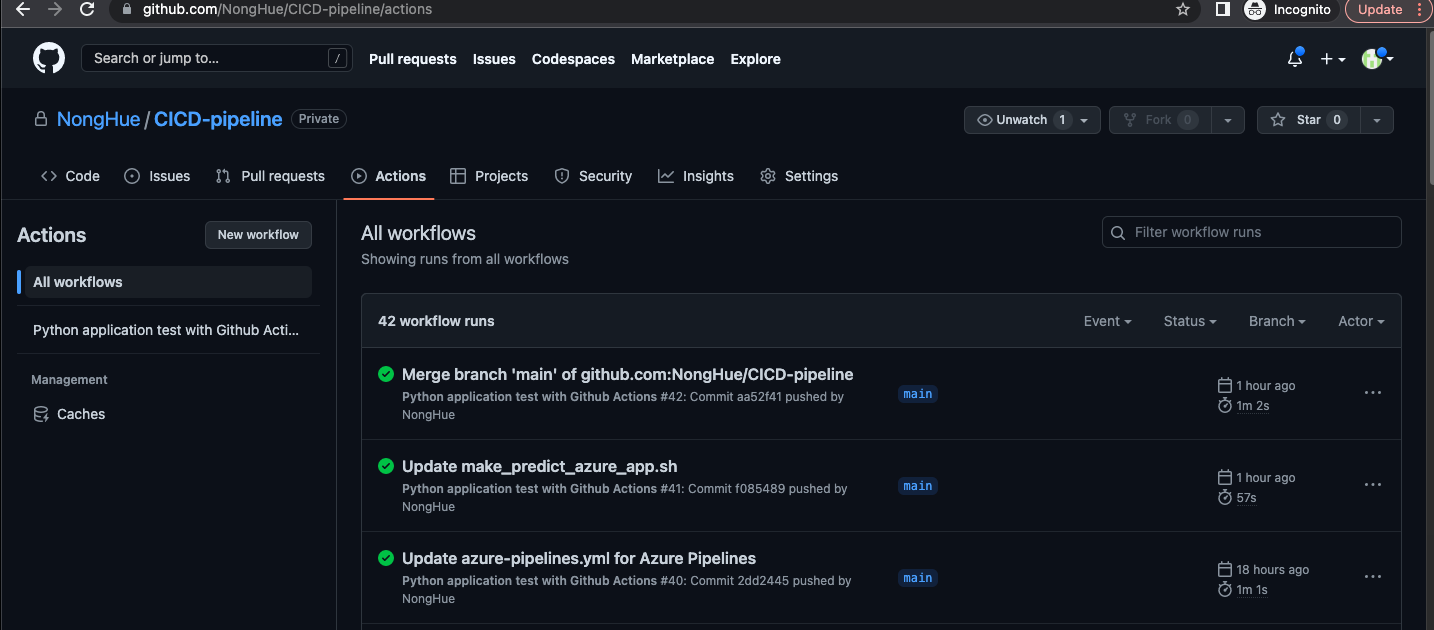 github.com/NongHue/CICD-pipeline/actions
Incognito
Update
Search or jump to...
/
Pull requests
Issues
Codespaces
Marketplace
Explore
NongHue / CICD-pipeline
Private
Unwatch 1
Fork 0
Star 0
Code
Issues
Pull requests
Actions
Projects
Security
Insights
Settings
Actions
New workflow
All workflows
Python application test with Github Acti...
Management
Caches
All workflows
Showing runs from all workflows
Filter workflow runs
42 workflow runs
Event
Status
Branch
Actor
Merge branch 'main' of github.com:NongHue/CICD-pipeline
Python application test with Github Actions #42: Commit aa52f41 pushed by
NongHue
main
1 hour ago
1m 2s
Update make_predict_azure_app.sh
Python application test with Github Actions #41: Commit f085489 pushed by
NongHue
main
1 hour ago
57s
Update azure-pipelines.yml for Azure Pipelines
Python application test with Github Actions #40: Commit 2dd2445 pushed by
NongHue
main
18 hours ago
1m 1s